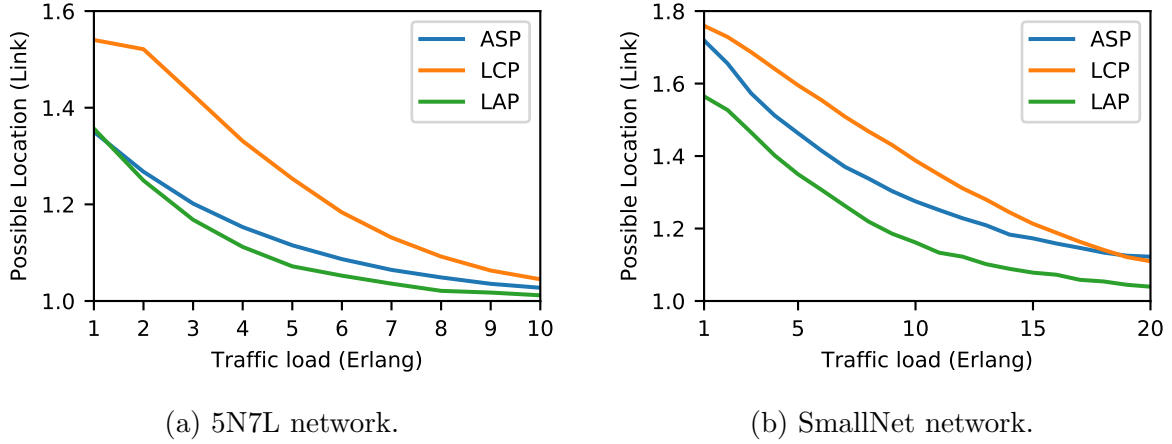 1.6
1.4
1.2
1.0
Possible Location (Link)
ASP
LCP
LAP
1 2 3 4 5 6 7 8 9 10
Traffic load (Erlang)
(a) 5N7L network.
1.8
1.6
1.4
1.2
1.0
Possible Location (Link)
ASP
LCP
LAP
1 5 10 15 20
Traffic load (Erlang)
(b) SmallNet network.